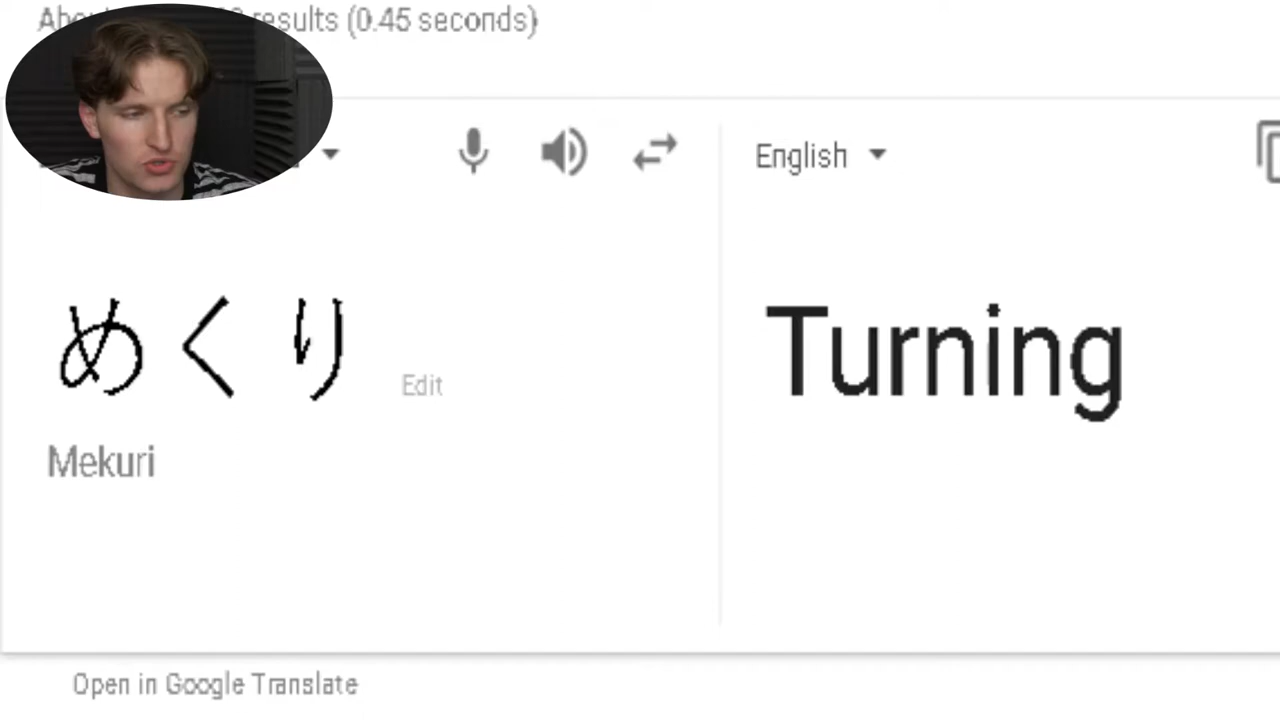 results (0.45 seconds)
English
めくり
Edit
Turning
Mekuri
Open in Google Translate